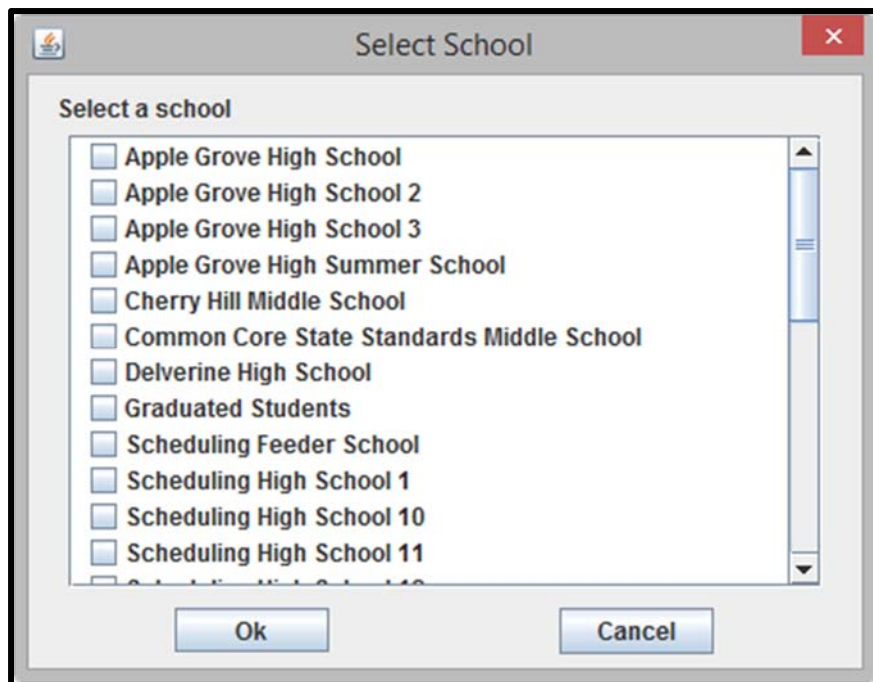 Select School
Select a school
Apple Grove High School
Apple Grove High School 2
Apple Grove High School 3
Apple Grove High Summer School
Cherry Hill Middle School
Common Core State Standards Middle School
Delverine High School
Graduated Students
Scheduling Feeder School
Scheduling High School 1
Scheduling High School 10
Scheduling High School 11
Ok Cancel